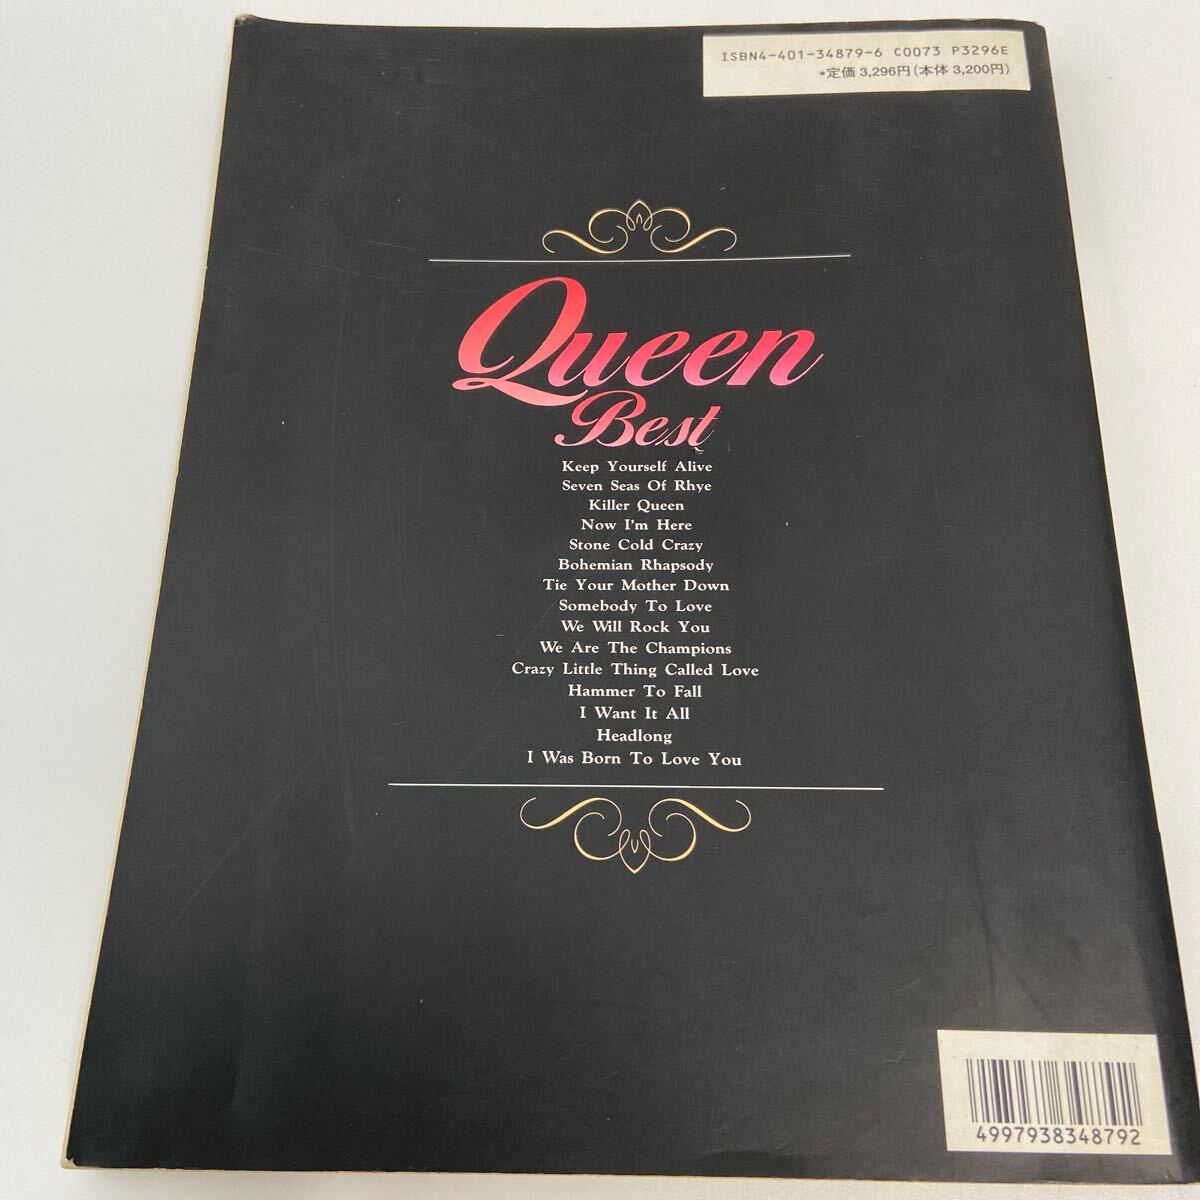 ISBN4-401-34879-6 C0073 P3296E
★定価 3,296円(本体 3,200円)
Queen
Best
Keep Yourself Alive
Seven Seas Of Rhye
Killer Queen
Now I'm Here
Stone Cold Crazy
Bohemian Rhapsody
Tie Your Mother Down
Somebody To Love
We Will Rock You
We Are The Champions
Crazy Little Thing Called Love
Hammer To Fall
I Want It All
Headlong
I Was Born To Love You
4997938348792